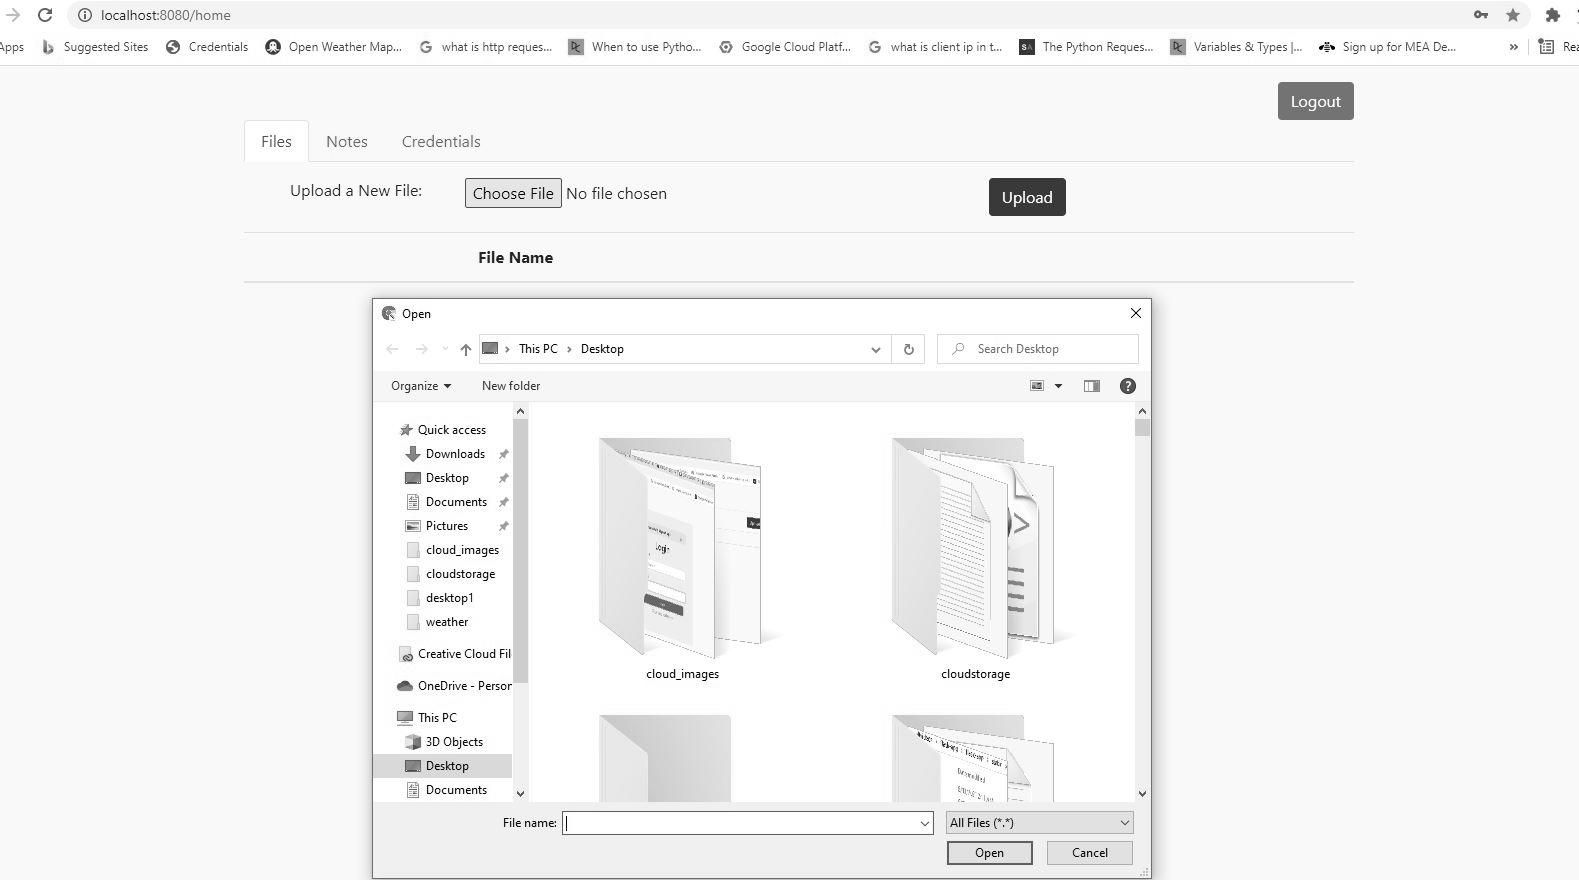 localhost:8080/home
Apps Suggested Sites Credentials Open Weather Map... what is http reques... When to use Pytho... Google Cloud Platf... what is client ip in t... The Python Reques... Variables & Types |... Sign up for MEA De... » Rea
Logout
Files Notes Credentials
Upload a New File: Choose File No file chosen Upload
File Name
Open
This PC > Desktop Search Desktop
Organize New folder
Quick access
Downloads
Desktop
Documents
Pictures
cloud_images
cloudstorage
desktop1
weather
Creative Cloud Fil
OneDrive - Person
This PC
3D Objects
Desktop
Documents
Login
cloud_images cloudstorage
File name: All Files (*.*)
Open Cancel